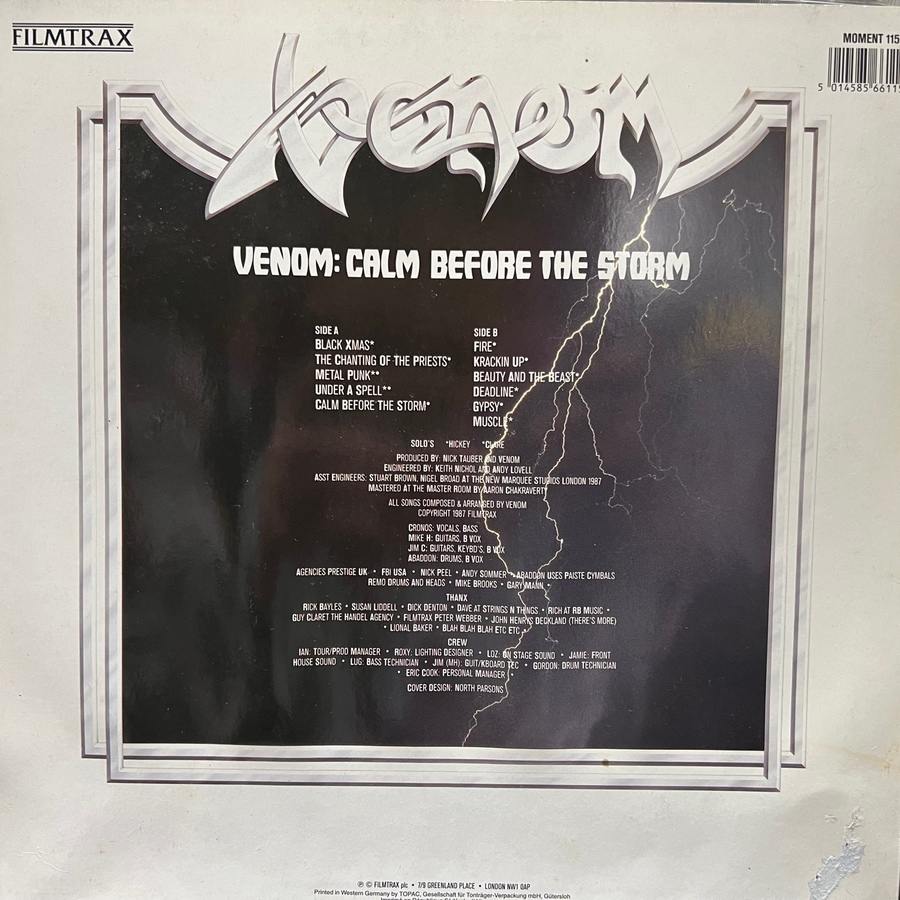 FILMTRAX
MOMENT 115
5 014585 66115
VENOM
VENOM: CALM BEFORE THE STORM
SIDE A
BLACK XMAS*
THE CHANTING OF THE PRIESTS*
METAL PUNK**
UNDER A SPELL**
CALM BEFORE THE STORM*
SIDE B
FIRE*
KRACKIN UP*
BEAUTY AND THE BEAST*
DEADLINE*
GYPSY*
MUSCLE*
SOLO'S *HICKEY *CLARE
PRODUCED BY: NICK TAUBER AND VENOM
ENGINEERED BY: KEITH NICHOL AND ANDY LOVELL
ASST ENGINEERS: STUART BROWN, NIGEL BROAD AT THE NEW MARQUEE STUDIOS LONDON 1987
MASTERED AT THE MASTER ROOM BY AARON CHAKRAVERTY
ALL SONGS COMPOSED & ARRANGED BY VENOM
COPYRIGHT 1987 FILMTRAX
CRONOS: VOCALS, BASS
MIKE H: GUITARS, B VOX
JIM C: GUITARS, KEYBD'S, B VOX
ABADDON: DRUMS, B VOX
AGENCIES PRESTIGE UK • FBI USA • NICK PEEL • ANDY SOMMER • ABADDON USES PAISTE CYMBALS
REMO DRUMS AND HEADS • MIKE BROOKS • GARY MANN •
THANX
RICK BAYLES • SUSAN LIDDELL • DICK DENTON • DAVE AT STRINGS N THINGS • RICH AT RB MUSIC •
GUY CLARET THE HANDEL AGENCY • FILMTRAX PETER WEBBER • JOHN HENRYS DECKLAND (THERE'S MORE)
• LIONAL BAKER • BLAH BLAH BLAH ETC ETC •
CREW
IAN: TOUR/PROD MANAGER • ROXY: LIGHTING DESIGNER • LOZ: ON STAGE SOUND • JAMIE: FRONT
HOUSE SOUND • LUG: BASS TECHNICIAN • JIM (MH): GUIT/KBOARD TEC • GORDON: DRUM TECHNICIAN
• ERIC COOK: PERSONAL MANAGER •
COVER DESIGN: NORTH PARSONS
℗ © FILMTRAX plc • 7/9 GREENLAND PLACE • LONDON NW1 0AP
Printed in Western Germany by TOPAC, Gesellschaft für Tonträger-Verpackung mbH, Gütersloh